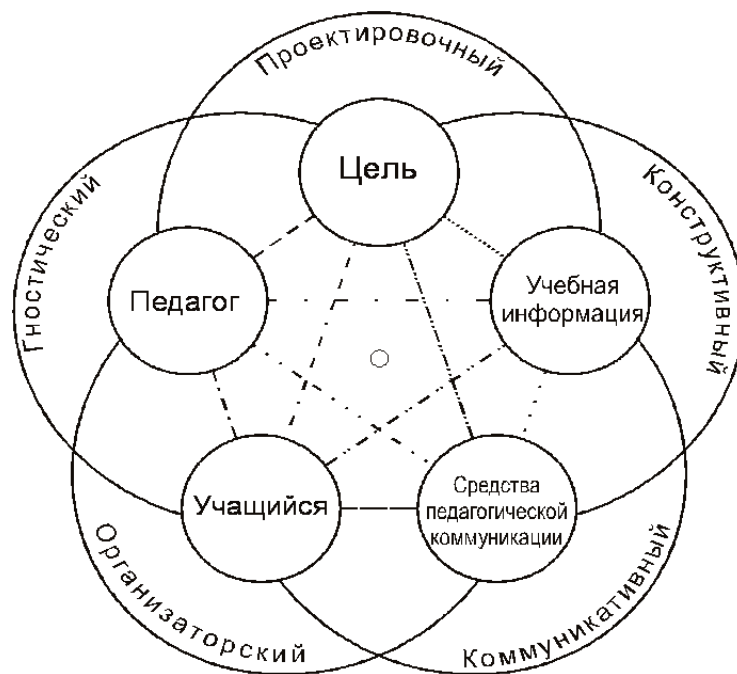 Проектировочный
Гностический
Конструктивный
Цель
Педагог
Учебная
информация
Учащийся
Средства
педагогической
коммуникации
Организаторский
Коммуникативный